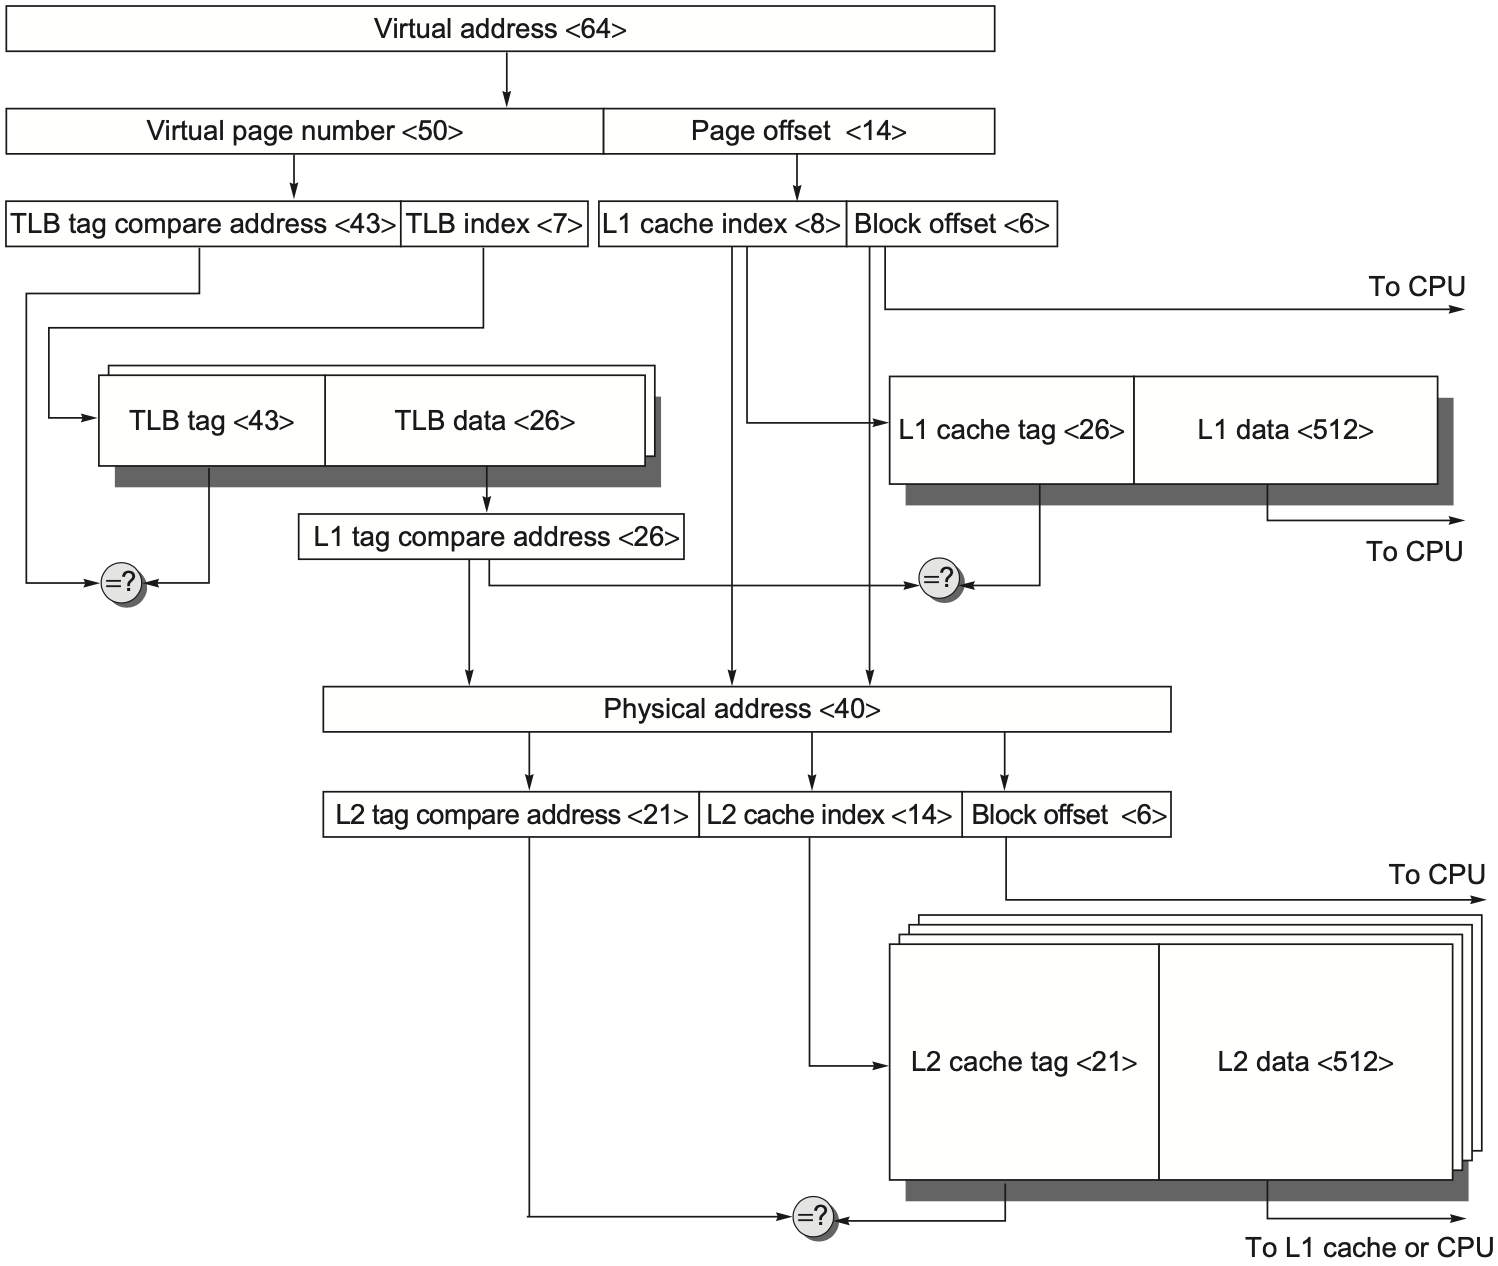 Virtual address <64>
Virtual page number <50>
Page offset <14>
TLB tag compare address <43>
TLB index <7>
L1 cache index <8>
Block offset <6>
To CPU
TLB tag <43>
TLB data <26>
L1 cache tag <26>
L1 data <512>
L1 tag compare address <26>
To CPU
=?
=?
Physical address <40>
L2 tag compare address <21>
L2 cache index <14>
Block offset <6>
To CPU
L2 cache tag <21>
L2 data <512>
=?
To L1 cache or CPU